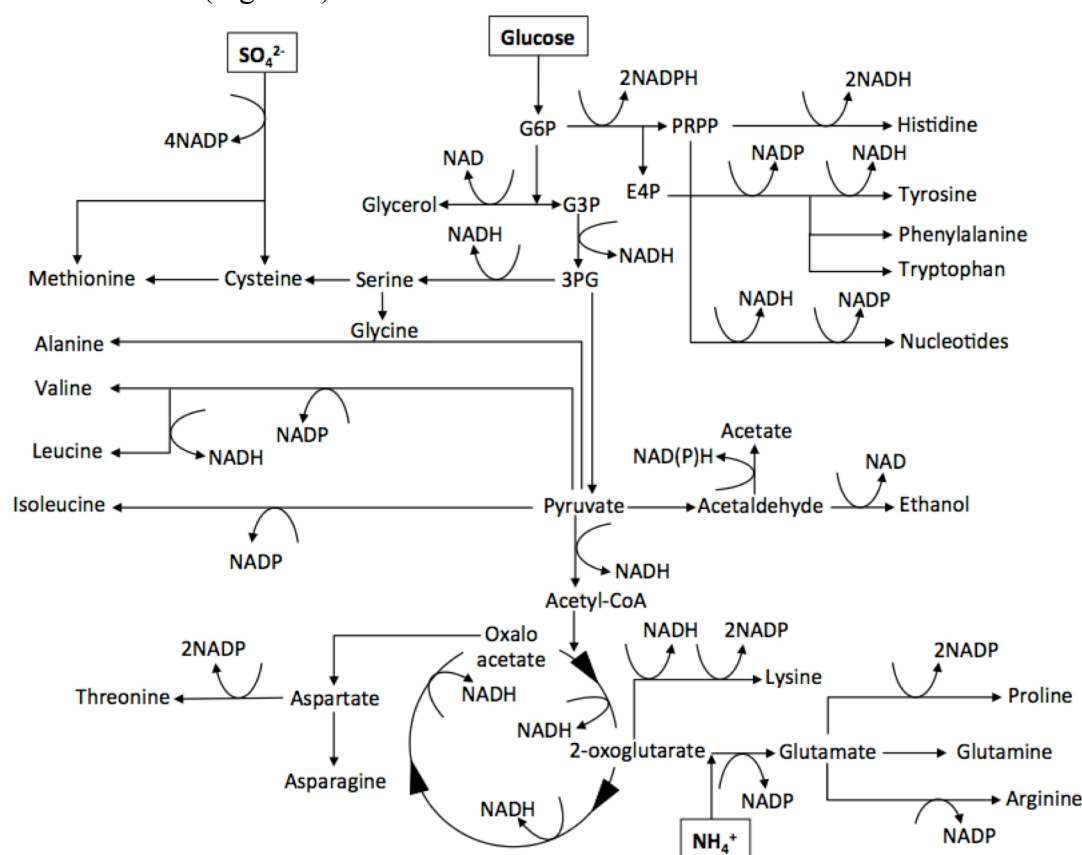 SO₄²⁻
Glucose
2NADPH
2NADH
4NADP
G6P
PRPP
Histidine
NAD
NADP
NADH
E4P
Glycerol
G3P
Tyrosine
NADH
NADH
Phenylalanine
Methionine
Cysteine
Serine
3PG
Tryptophan
NADH
NADP
Glycine
Alanine
Nucleotides
Valine
NADP
Acetate
Leucine
NADH
NAD(P)H
NAD
Isoleucine
Pyruvate
Acetaldehyde
Ethanol
NADP
NADH
Acetyl-CoA
Oxalo
acetate
NADH
2NADP
2NADP
2NADP
Lysine
Threonine
Aspartate
NADH
Proline
NADH
2-oxoglutarate
Glutamate
Glutamine
Asparagine
NADH
NADP
Arginine
NADP
NH₄⁺